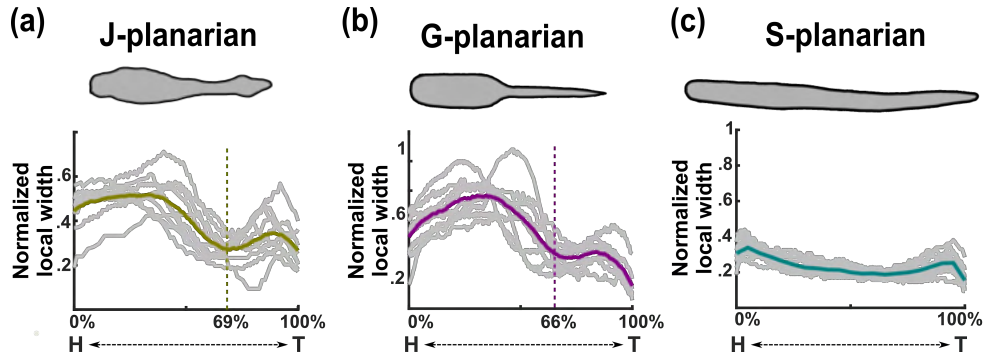 (a)
J-planarian
(b)
G-planarian
(c)
S-planarian
Normalized
local width
.6
.4
.2
0%
69%
100%
H
T
Normalized
local width
1
.6
.2
0%
66%
100%
H
T
Normalized
local width
1
.8
.6
.4
.2
0%
100%
H
T